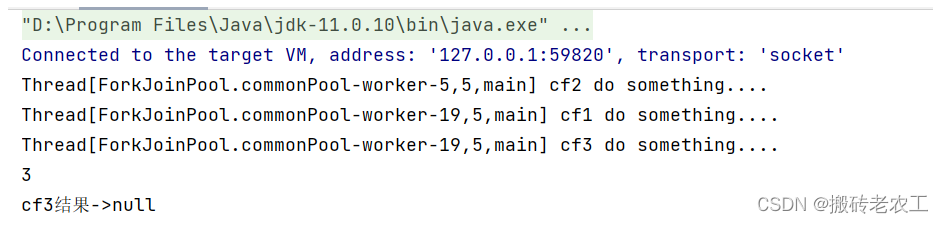 "D:\Program Files\Java\jdk-11.0.10\bin\java.exe" ...
Connected to the target VM, address: '127.0.0.1:59820', transport: 'socket'
Thread[ForkJoinPool.commonPool-worker-5,5,main] cf2 do something....
Thread[ForkJoinPool.commonPool-worker-19,5,main] cf1 do something....
Thread[ForkJoinPool.commonPool-worker-19,5,main] cf3 do something....
3
cf3结果->null
CSDN @搬砖老农工